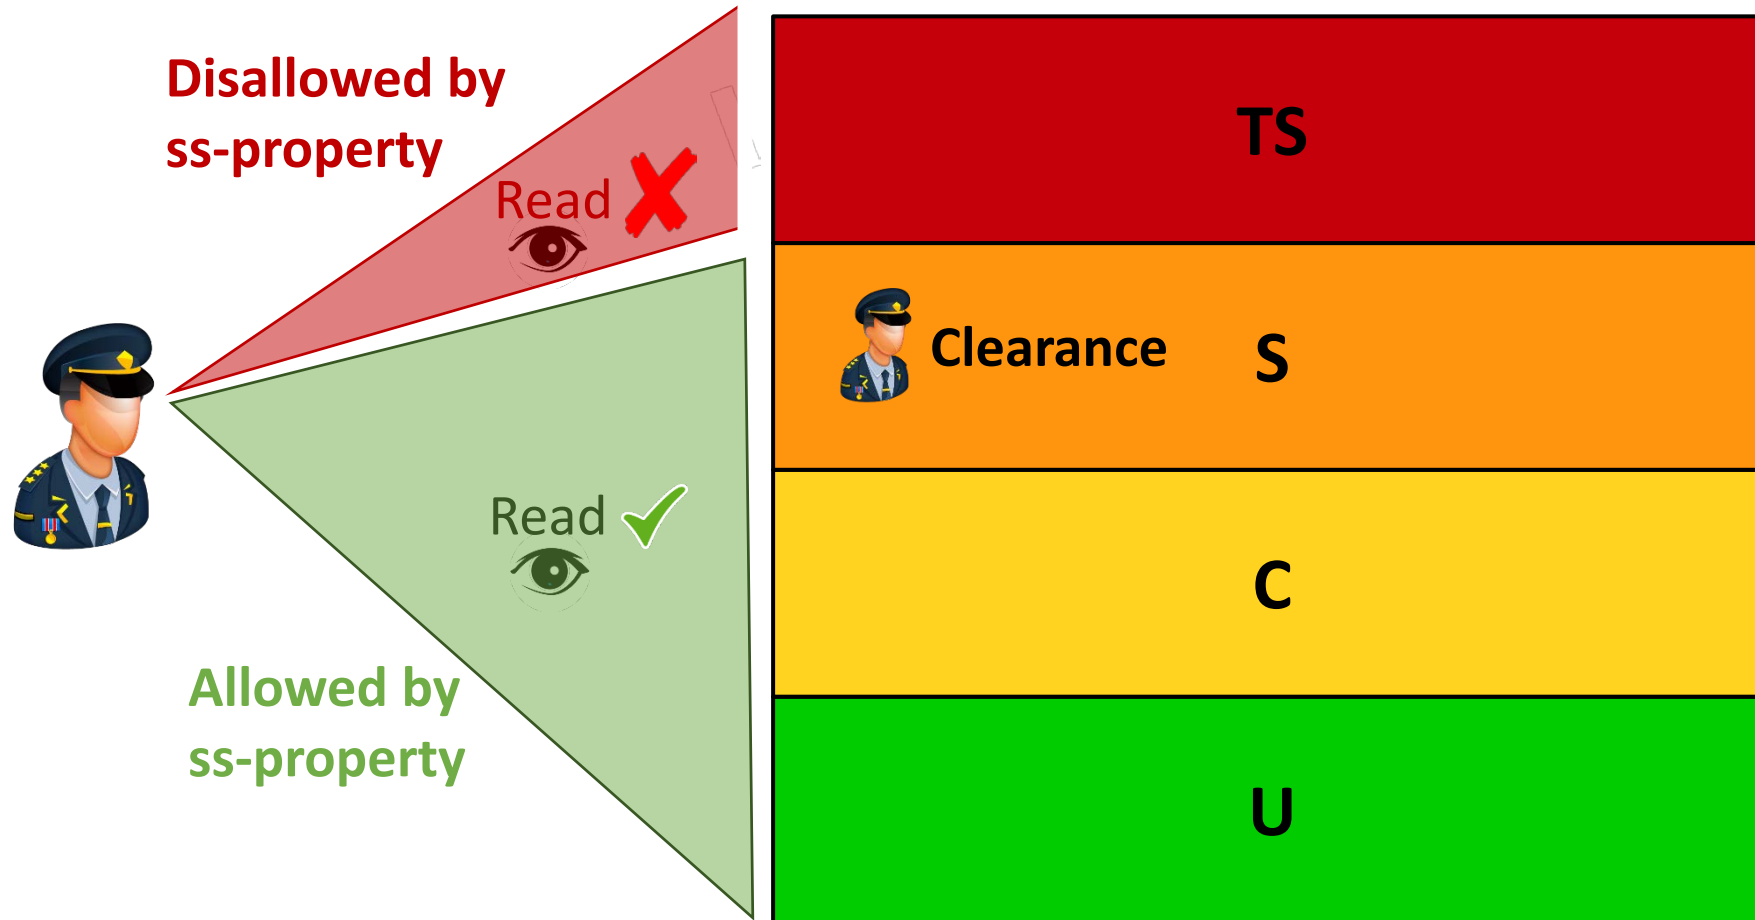 Disallowed by
ss-property
Read
Read
Allowed by
ss-property
TS
Clearance
S
C
U